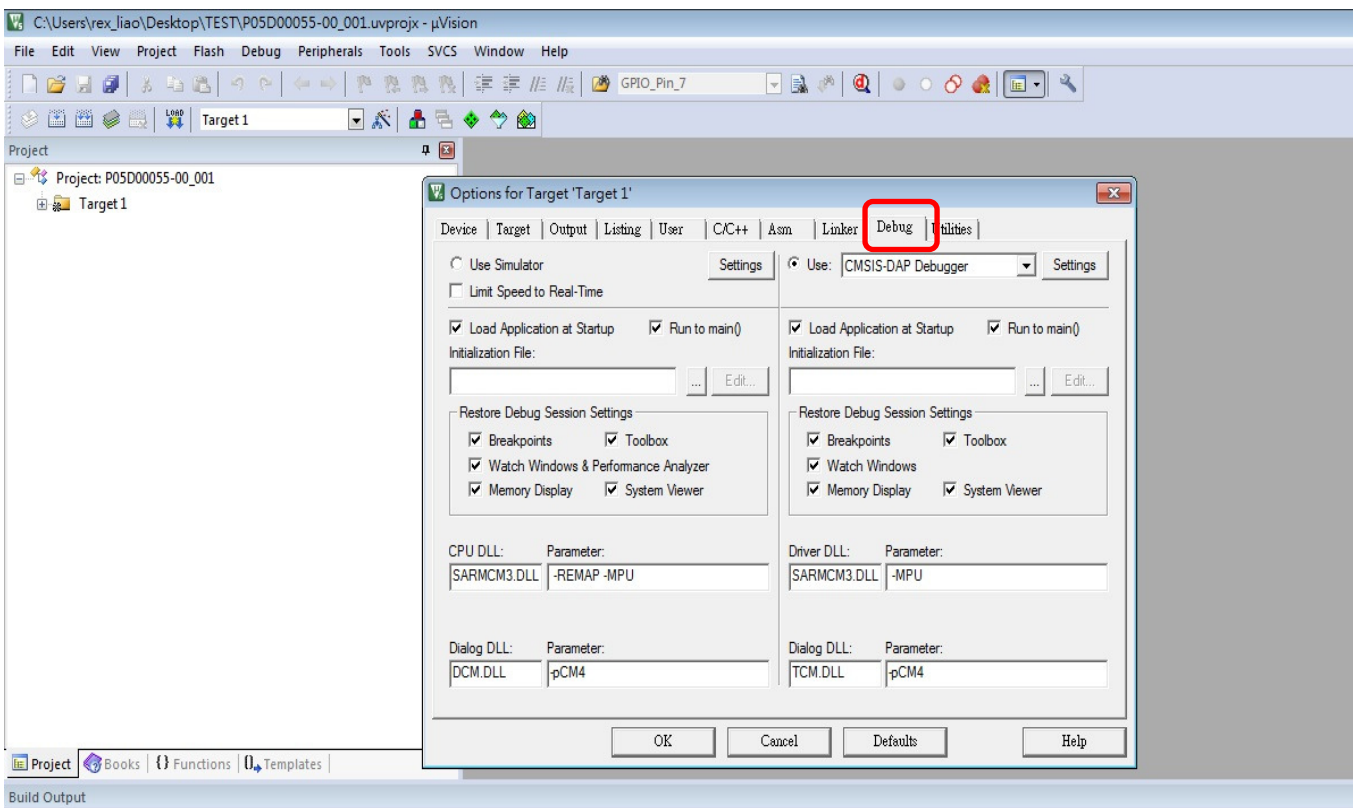 C:\Users\rex_liao\Desktop\TEST\P05D00055-00_001.uvprojx - µVision
File Edit View Project Flash Debug Peripherals Tools SVCS Window Help
GPIO_Pin_7
LOAD Target 1
Project
Project: P05D00055-00_001
Target 1
Options for Target 'Target 1'
Device Target Output Listing User C/C++ Asm Linker Debug Utilities
Use Simulator Settings Use: CMSIS-DAP Debugger Settings
Limit Speed to Real-Time
Load Application at Startup Run to main() Load Application at Startup Run to main()
Initialization File: Initialization File:
... Edit... ... Edit...
Restore Debug Session Settings Restore Debug Session Settings
Breakpoints Toolbox Breakpoints Toolbox
Watch Windows & Performance Analyzer Watch Windows
Memory Display System Viewer Memory Display System Viewer
CPU DLL: Parameter: Driver DLL: Parameter:
SARMCM3.DLL -REMAP -MPU SARMCM3.DLL -MPU
Dialog DLL: Parameter: Dialog DLL: Parameter:
DCM.DLL -pCM4 TCM.DLL -pCM4
OK Cancel Defaults Help
Project Books {} Functions 0 Templates
Build Output